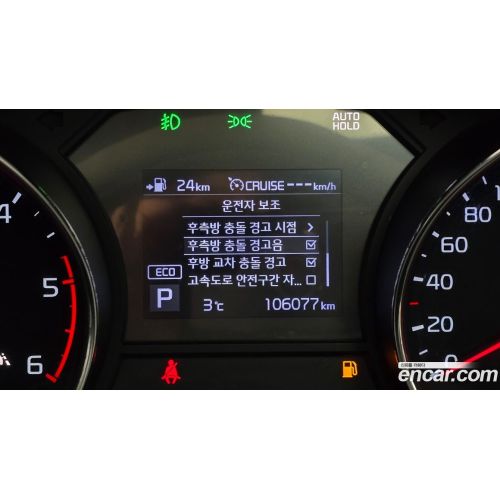 AUTO
HOLD
24km CRUISE ---km/h
운전자 보조
후측방 충돌 경고 시점
후측방 충돌 경고음
후방 교차 충돌 경고
고속도로 안전구간 자...
ECO
P
3℃ 106077km
4
5
6
100
80
60
40
20
0
encar.com